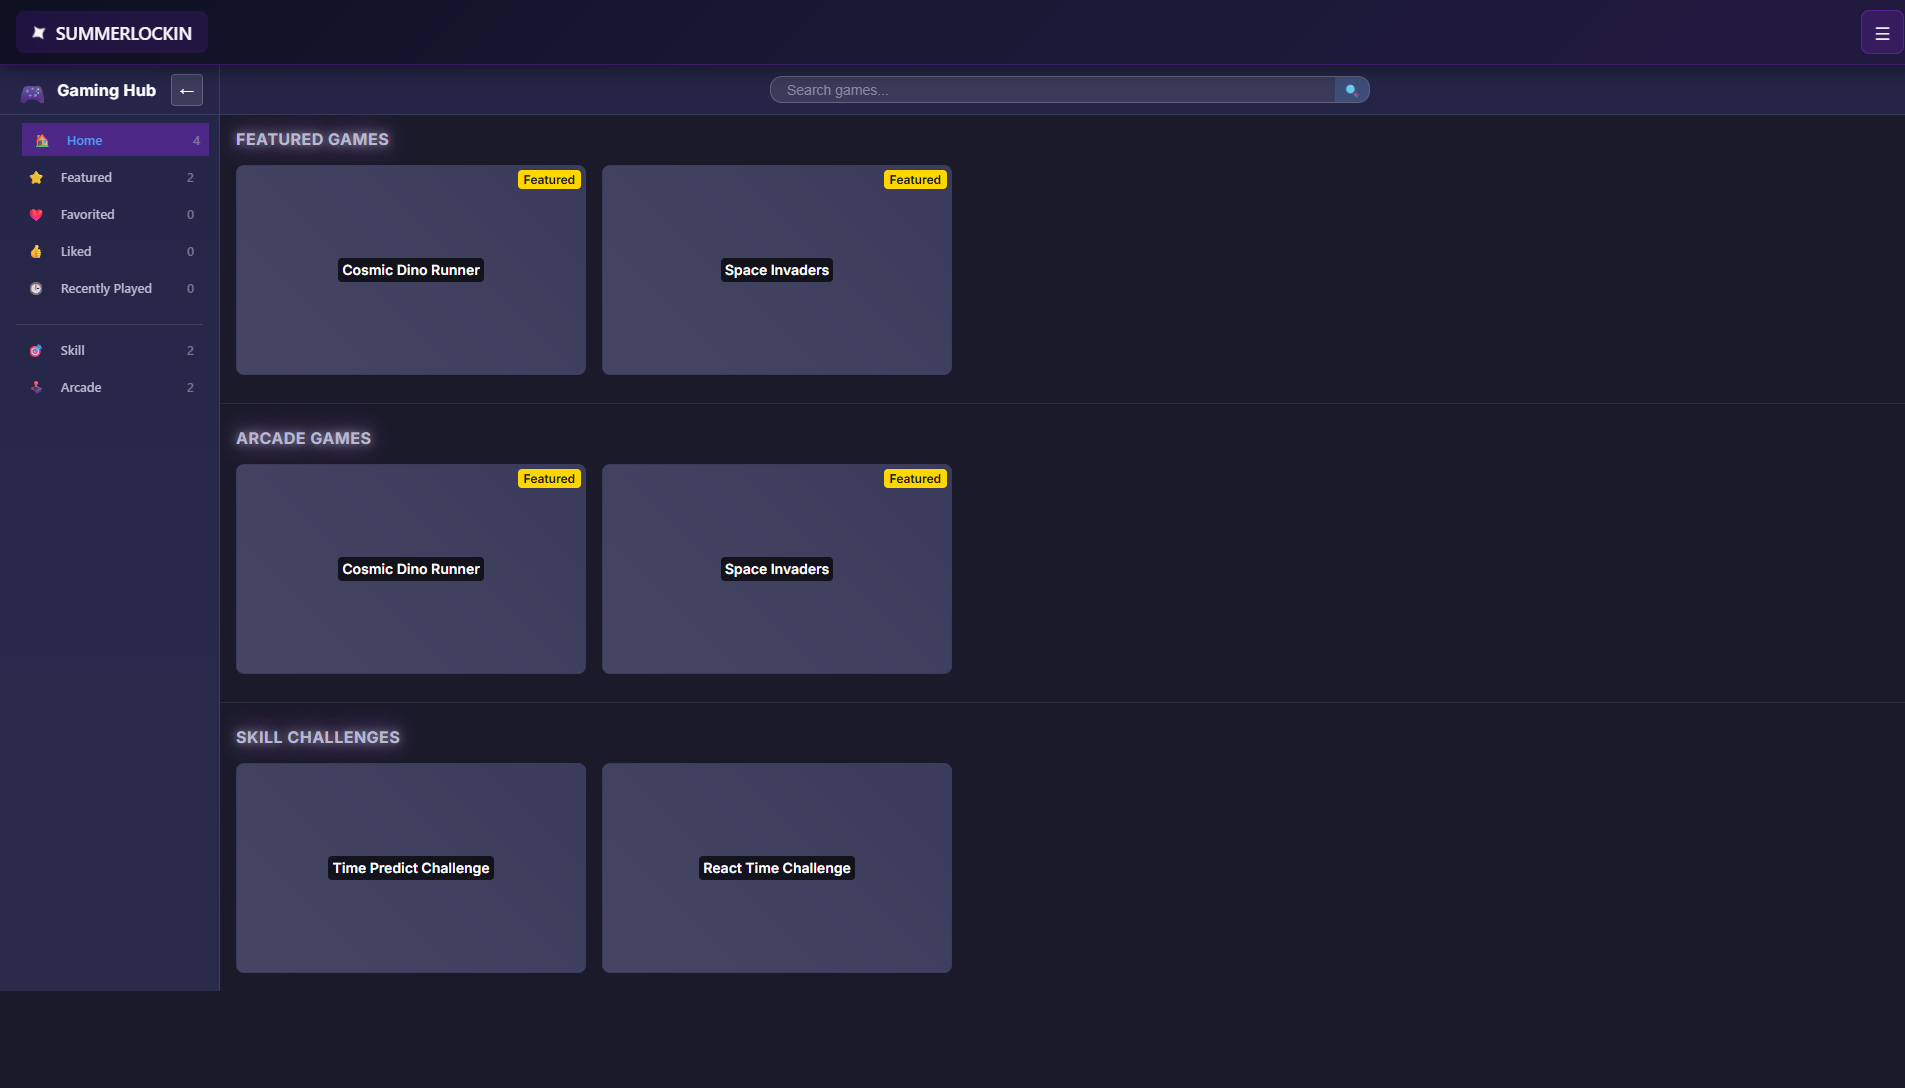 SUMMERLOCKIN
☰
Gaming Hub ←
Search games...
Home 4
Featured 2
Favorited 0
Liked 0
Recently Played 0
Skill 2
Arcade 2
FEATURED GAMES
Featured
Cosmic Dino Runner
Featured
Space Invaders
ARCADE GAMES
Featured
Cosmic Dino Runner
Featured
Space Invaders
SKILL CHALLENGES
Time Predict Challenge
React Time Challenge